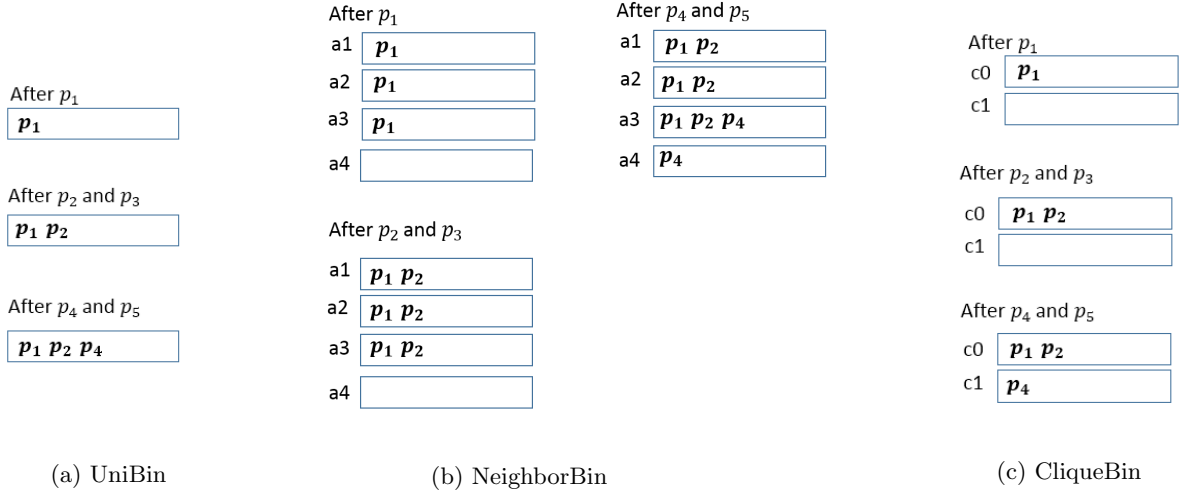 After p₁
p₁
After p₂ and p₃
p₁ p₂
After p₄ and p₅
p₁ p₂ p₄
(a) UniBin
After p₁
a1 p₁
a2 p₁
a3 p₁
a4
After p₂ and p₃
a1 p₁ p₂
a2 p₁ p₂
a3 p₁ p₂
a4
After p₄ and p₅
a1 p₁ p₂
a2 p₁ p₂
a3 p₁ p₂ p₄
a4 p₄
(b) NeighborBin
After p₁
c0 p₁
c1
After p₂ and p₃
c0 p₁ p₂
c1
After p₄ and p₅
c0 p₁ p₂
c1 p₄
(c) CliqueBin